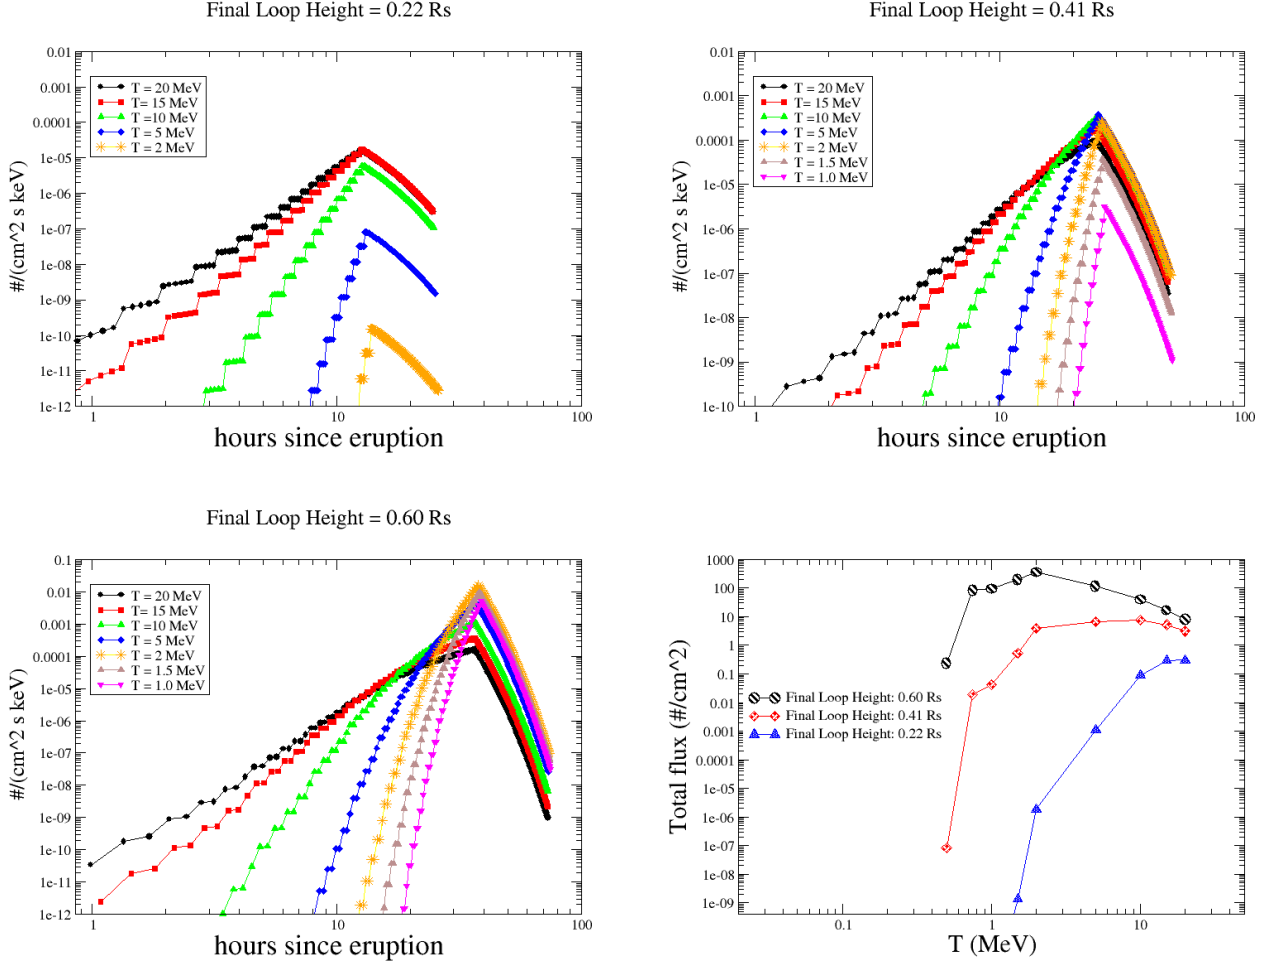 Final Loop Height = 0.22 Rs
0.01
0.001
0.0001
1e-05
1e-06
1e-07
1e-08
1e-09
1e-10
1e-11
1e-12
#/(cm^2 s keV)
T = 20 MeV
T= 15 MeV
T =10 MeV
T = 5 MeV
T = 2 MeV
1
10
100
hours since eruption
Final Loop Height = 0.41 Rs
0.01
0.001
0.0001
1e-05
1e-06
1e-07
1e-08
1e-09
1e-10
#/(cm^2 s keV)
T = 20 MeV
T= 15 MeV
T =10 MeV
T = 5 MeV
T = 2 MeV
T = 1.5 MeV
T = 1.0 MeV
1
10
100
hours since eruption
Final Loop Height = 0.60 Rs
0.1
0.01
0.001
0.0001
1e-05
1e-06
1e-07
1e-08
1e-09
1e-10
1e-11
1e-12
#/(cm^2 s keV)
T = 20 MeV
T= 15 MeV
T =10 MeV
T = 5 MeV
T = 2 MeV
T = 1.5 MeV
T = 1.0 MeV
1
10
100
hours since eruption
1000
100
10
1
0.1
0.01
0.001
0.0001
1e-05
1e-06
1e-07
1e-08
1e-09
Total flux (#/cm^2)
Final Loop Height: 0.60 Rs
Final Loop Height: 0.41 Rs
Final Loop Height: 0.22 Rs
0.1
1
10
T (MeV)